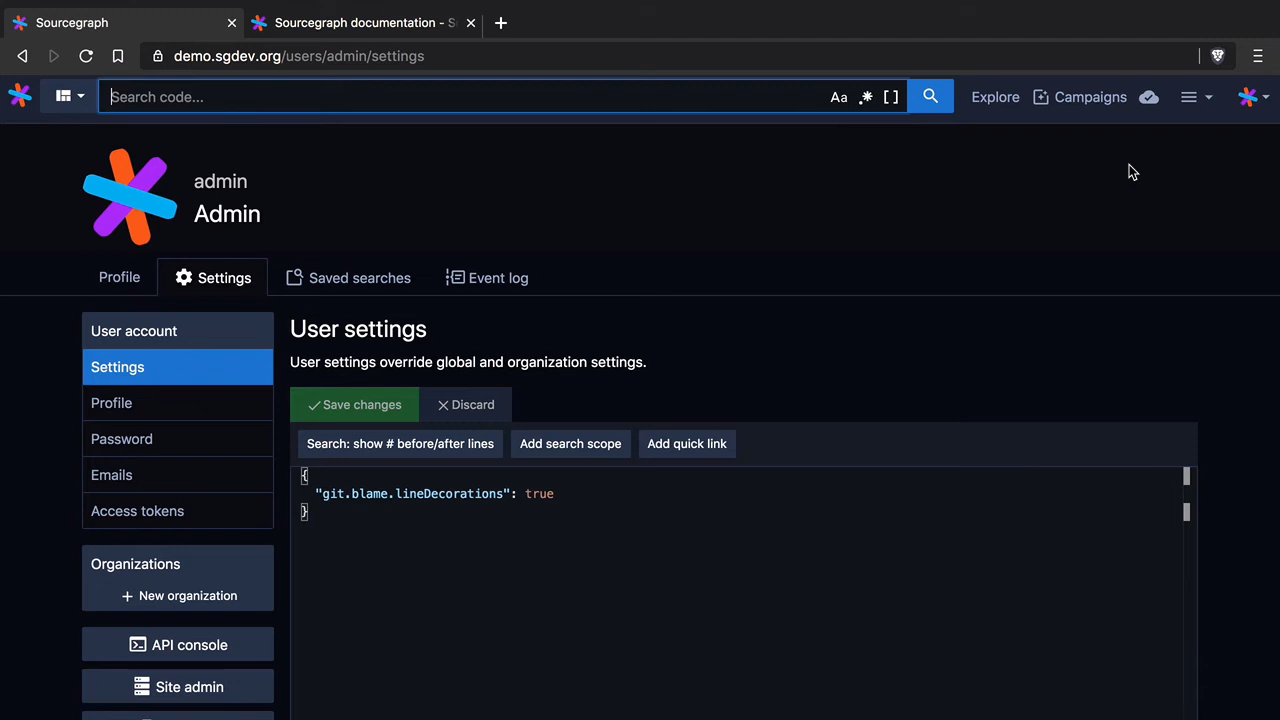 Sourcegraph
Sourcegraph documentation - S
demo.sgdev.org/users/admin/settings
Search code... Aa
Explore Campaigns
admin
Admin
Profile Settings Saved searches Event log
User account
Settings
Profile
Password
Emails
Access tokens
Organizations
New organization
API console
Site admin
User settings
User settings override global and organization settings.
Save changes Discard
Search: show # before/after lines Add search scope Add quick link
{
"git.blame.lineDecorations": true
}